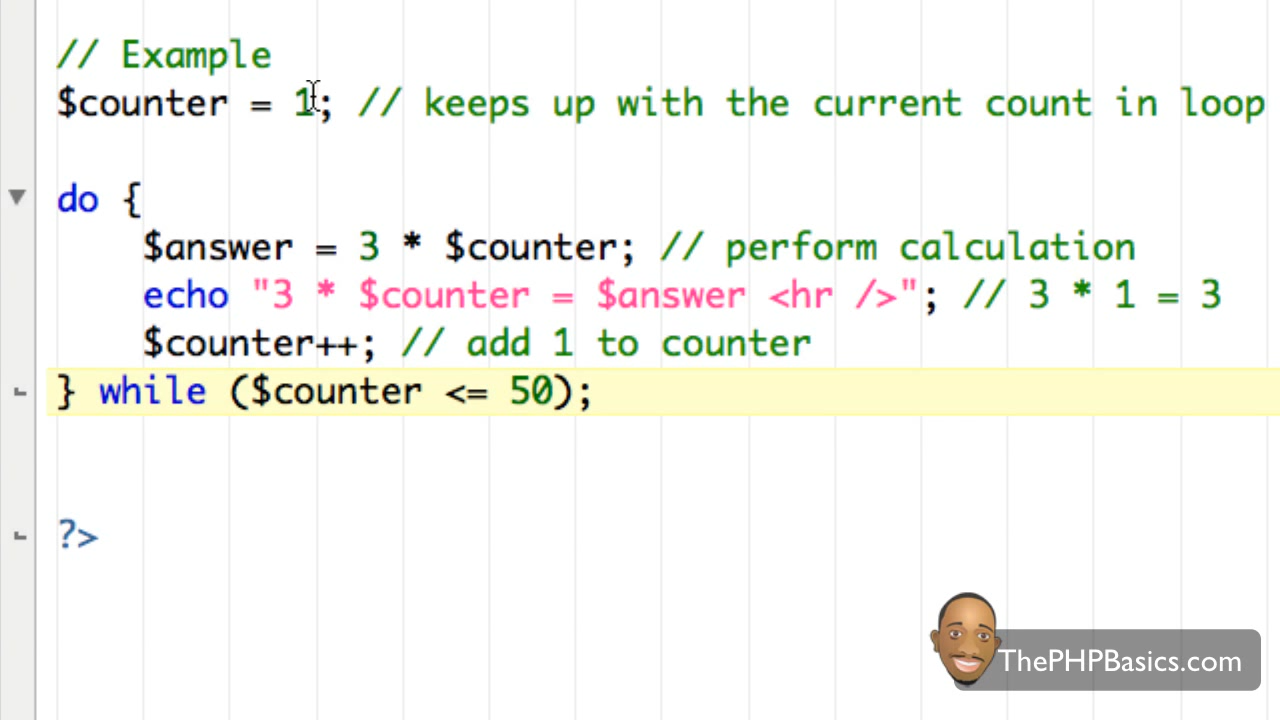 // Example
$counter = 1; // keeps up with the current count in loop
do {
$answer = 3 * $counter; // perform calculation
echo "3 * $counter = $answer <hr />"; // 3 * 1 = 3
$counter++; // add 1 to counter
} while ($counter <= 50);
?>
ThePHPBasics.com